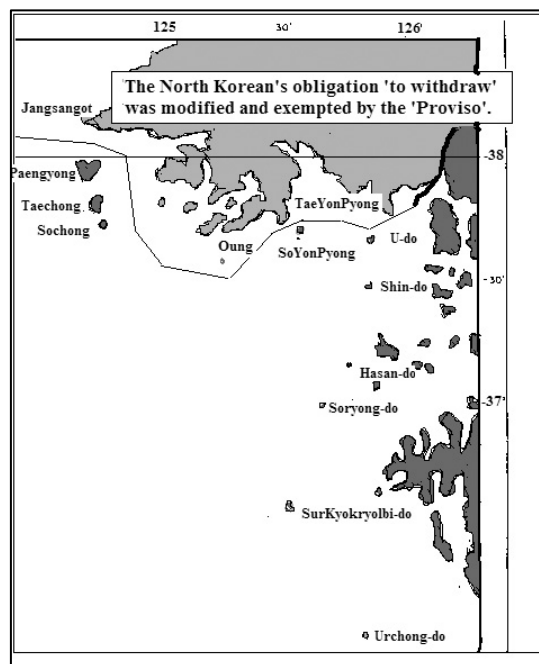 125 30' 126
The North Korean's obligation 'to withdraw'
was modified and exempted by the 'Proviso'.
Jangsangot
-38
Paengyong
Taechong
TaeYonPyong
Sochong
U-do
Oung
SoYonPyong
-30'
Shin-do
Hasan-do
-37
Soryong-do
SurKyokryolbi-do
Urchong-do